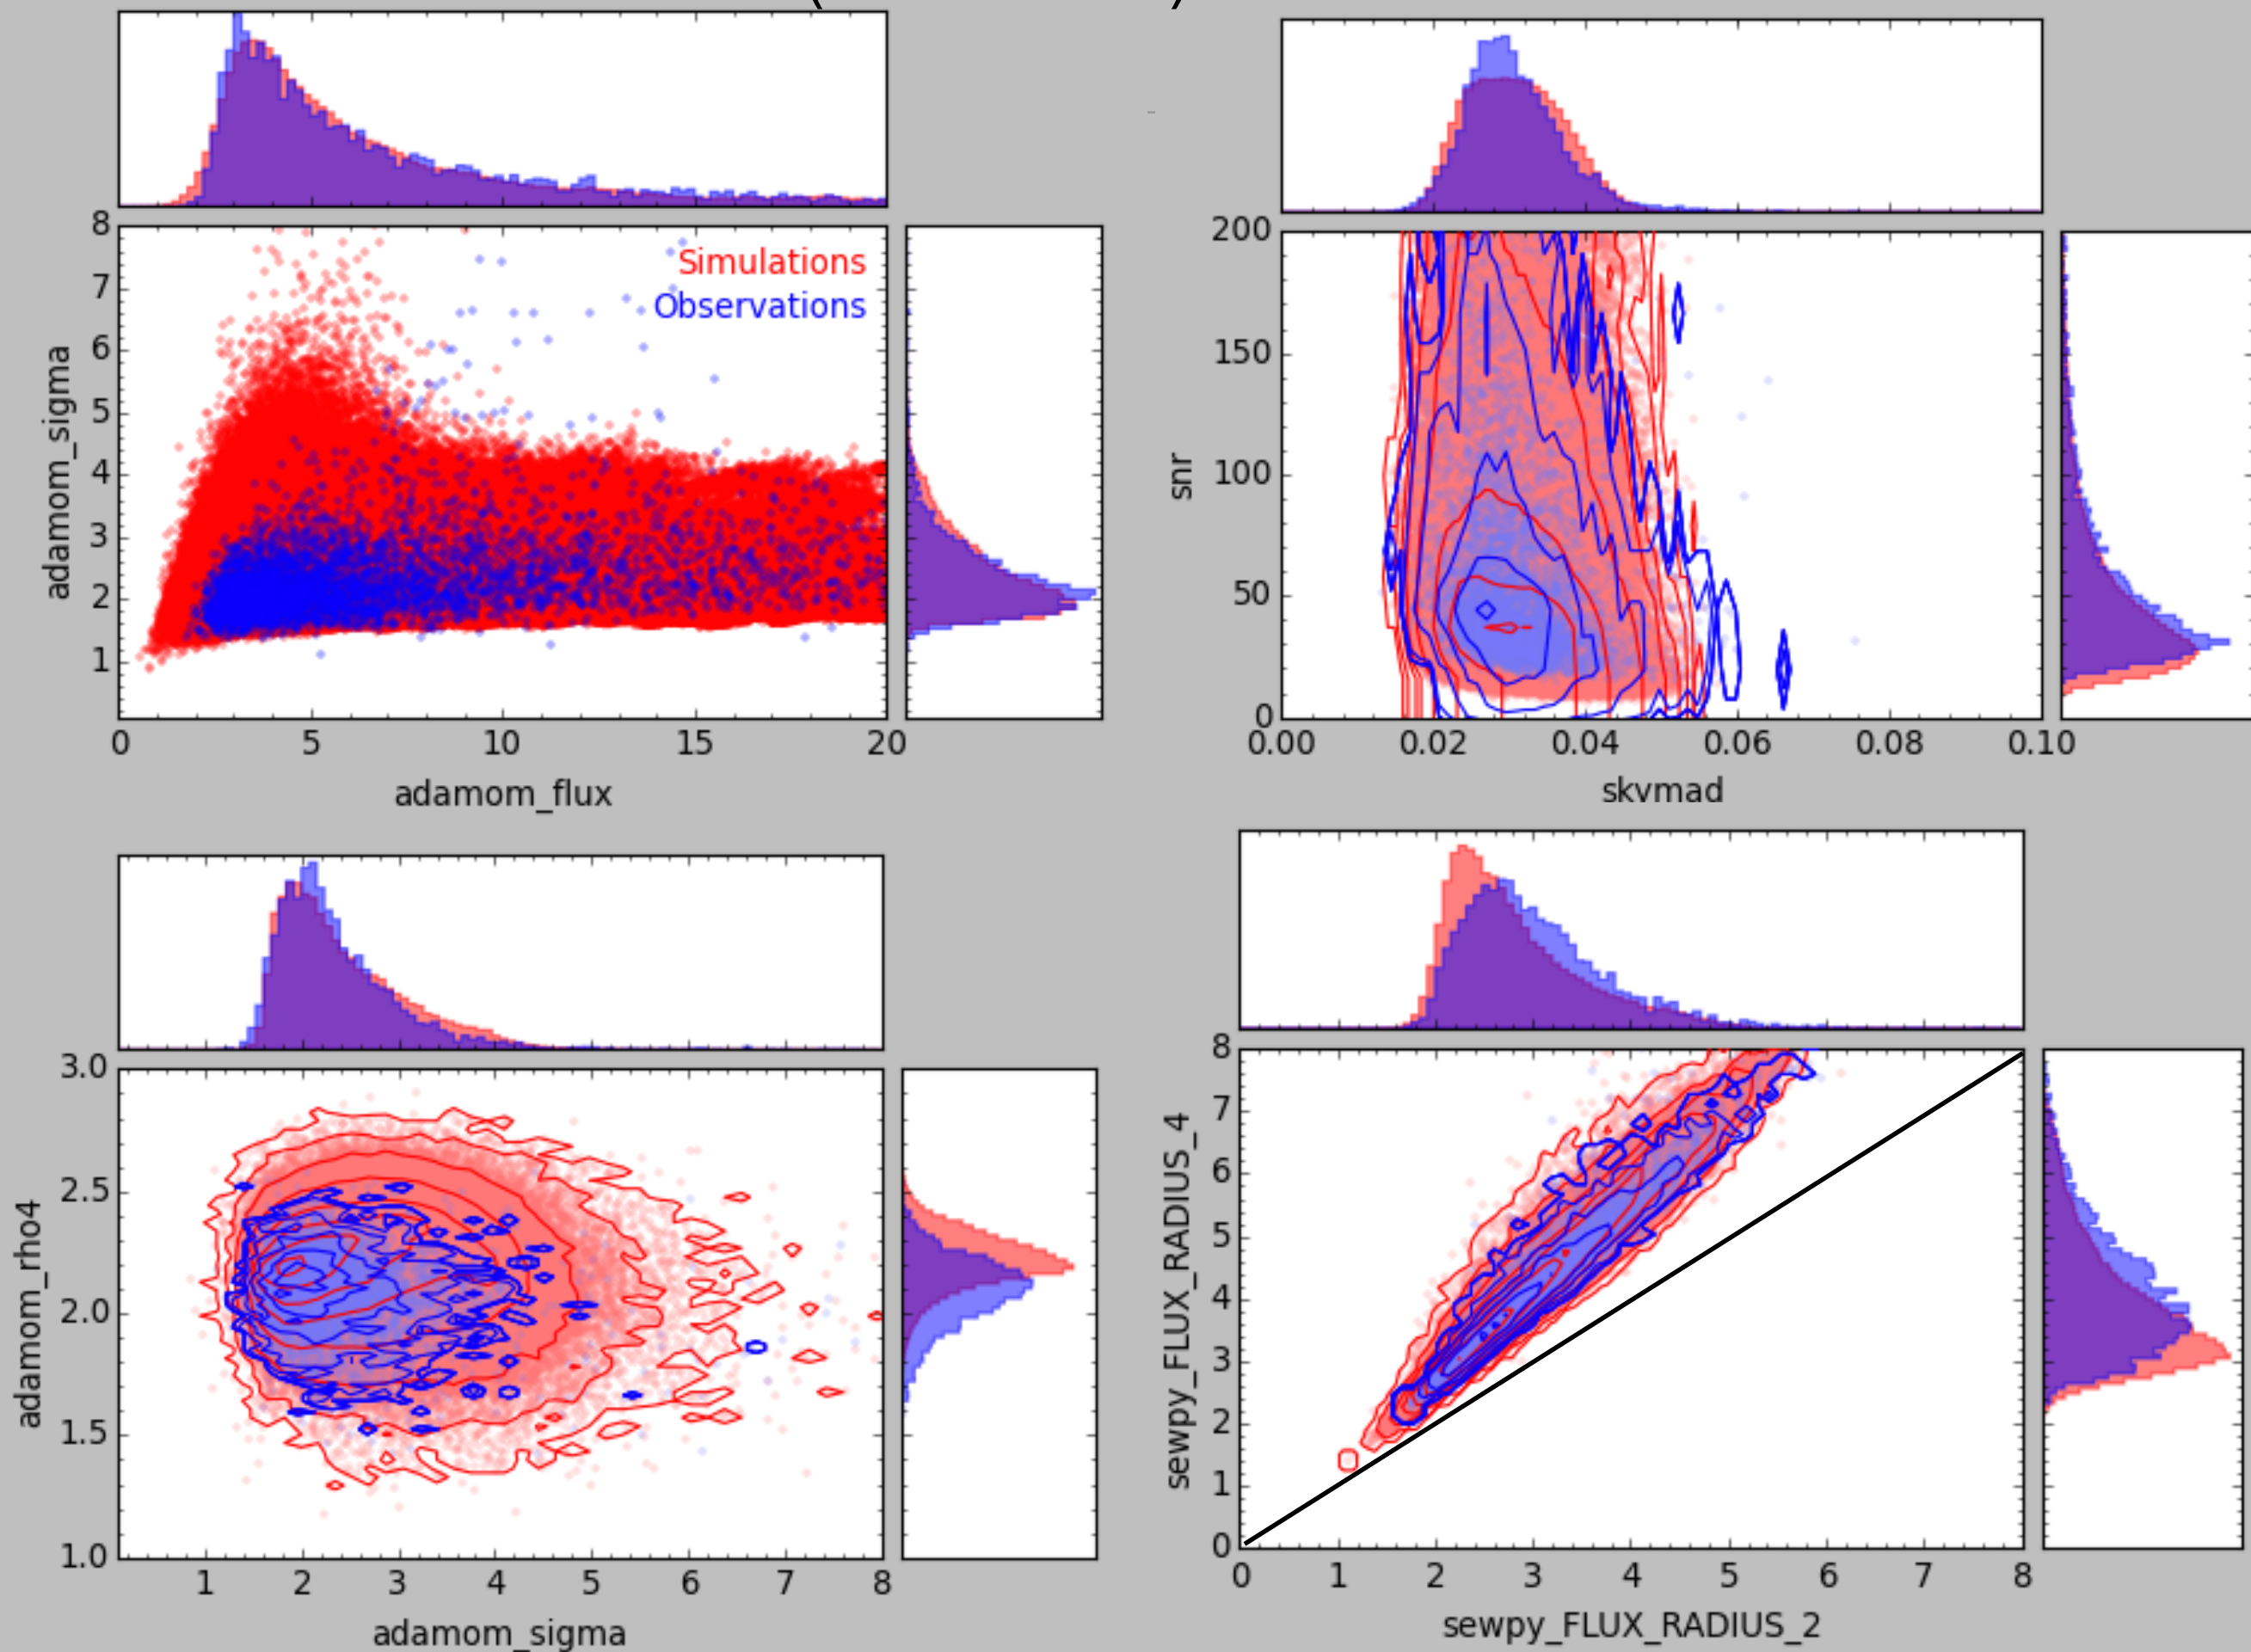 8
7
6
5
4
3
2
1
adamom_sigma
Simulations
Observations
0 5 10 15 20
adamom_flux
200
150
100
50
0
snr
0.00 0.02 0.04 0.06 0.08 0.10
skvmad
3.0
2.5
2.0
1.5
1.0
adamom_rho4
1 2 3 4 5 6 7 8
adamom_sigma
8
7
6
5
4
3
2
1
0
sewpy_FLUX_RADIUS_4
0 1 2 3 4 5 6 7 8
sewpy_FLUX_RADIUS_2